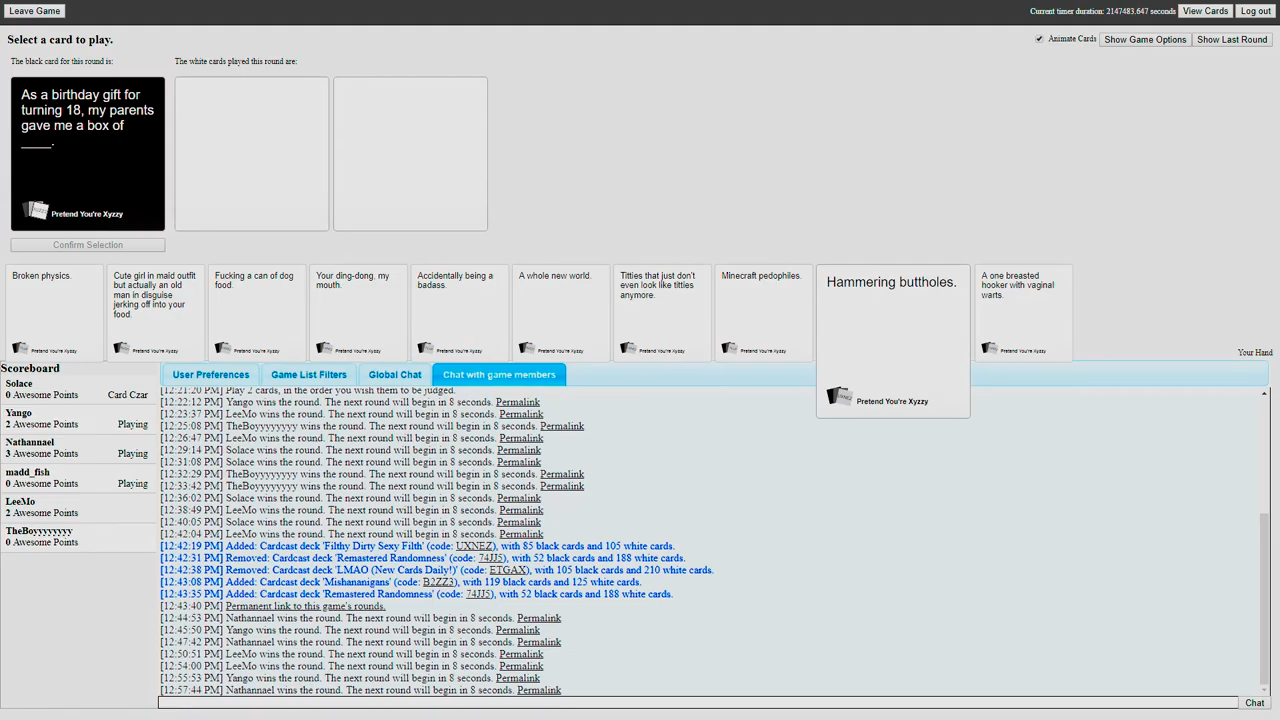 Leave Game
Current timer duration: 2147483.647 seconds
View Cards
Log out
Select a card to play.
Animate Cards
Show Game Options
Show Last Round
The black card for this round is:
The white cards played this round are:
As a birthday gift for
turning 18, my parents
gave me a box of
____.
Pretend You're Xyzzy
Confirm Selection
Broken physics.
Pretend You're Xyzzy
Cute girl in maid outfit
but actually an old
man in disguise
jerking off into your
food.
Pretend You're Xyzzy
Fucking a can of dog
food.
Pretend You're Xyzzy
Your ding-dong, my
mouth.
Pretend You're Xyzzy
Accidentally being a
badass.
Pretend You're Xyzzy
A whole new world.
Pretend You're Xyzzy
Titties that just don't
even look like titties
anymore.
Pretend You're Xyzzy
Minecraft pedophiles.
Pretend You're Xyzzy
Hammering buttholes.
Pretend You're Xyzzy
A one breasted
hooker with vaginal
warts.
Pretend You're Xyzzy
Your Hand
Scoreboard
Solace
0 Awesome Points Card Czar
Yango
2 Awesome Points Playing
Nathannael
3 Awesome Points Playing
madd_fish
0 Awesome Points Playing
LeeMo
2 Awesome Points
TheBoyyyyyyyy
0 Awesome Points
User Preferences
Game List Filters
Global Chat
Chat with game members
[12:21:20 PM] Play 2 cards, in the order you wish them to be judged.
[12:22:12 PM] Yango wins the round. The next round will begin in 8 seconds. Permalink
[12:23:37 PM] LeeMo wins the round. The next round will begin in 8 seconds. Permalink
[12:25:08 PM] TheBoyyyyyyyy wins the round. The next round will begin in 8 seconds. Permalink
[12:26:47 PM] LeeMo wins the round. The next round will begin in 8 seconds. Permalink
[12:29:14 PM] Solace wins the round. The next round will begin in 8 seconds. Permalink
[12:31:08 PM] Solace wins the round. The next round will begin in 8 seconds. Permalink
[12:32:29 PM] TheBoyyyyyyyy wins the round. The next round will begin in 8 seconds. Permalink
[12:33:42 PM] TheBoyyyyyyyy wins the round. The next round will begin in 8 seconds. Permalink
[12:36:02 PM] Solace wins the round. The next round will begin in 8 seconds. Permalink
[12:38:49 PM] LeeMo wins the round. The next round will begin in 8 seconds. Permalink
[12:40:05 PM] Solace wins the round. The next round will begin in 8 seconds. Permalink
[12:42:04 PM] LeeMo wins the round. The next round will begin in 8 seconds. Permalink
[12:42:19 PM] Added: Cardcast deck 'Filthy Dirty Sexy Filth' (code: UXNEZ), with 85 black cards and 105 white cards.
[12:42:31 PM] Removed: Cardcast deck 'Remastered Randomness' (code: 74JJ5), with 52 black cards and 188 white cards.
[12:42:38 PM] Removed: Cardcast deck 'LMAO (New Cards Daily!)' (code: ETGAX), with 105 black cards and 210 white cards.
[12:43:08 PM] Added: Cardcast deck 'Mishananigans' (code: B2ZZ3), with 119 black cards and 125 white cards.
[12:43:35 PM] Added: Cardcast deck 'Remastered Randomness' (code: 74JJ5), with 52 black cards and 188 white cards.
[12:43:40 PM] Permanent link to this game's rounds.
[12:44:53 PM] Nathannael wins the round. The next round will begin in 8 seconds. Permalink
[12:45:50 PM] Yango wins the round. The next round will begin in 8 seconds. Permalink
[12:47:42 PM] Nathannael wins the round. The next round will begin in 8 seconds. Permalink
[12:50:51 PM] LeeMo wins the round. The next round will begin in 8 seconds. Permalink
[12:54:00 PM] LeeMo wins the round. The next round will begin in 8 seconds. Permalink
[12:55:53 PM] Yango wins the round. The next round will begin in 8 seconds. Permalink
[12:57:44 PM] Nathannael wins the round. The next round will begin in 8 seconds. Permalink
Chat